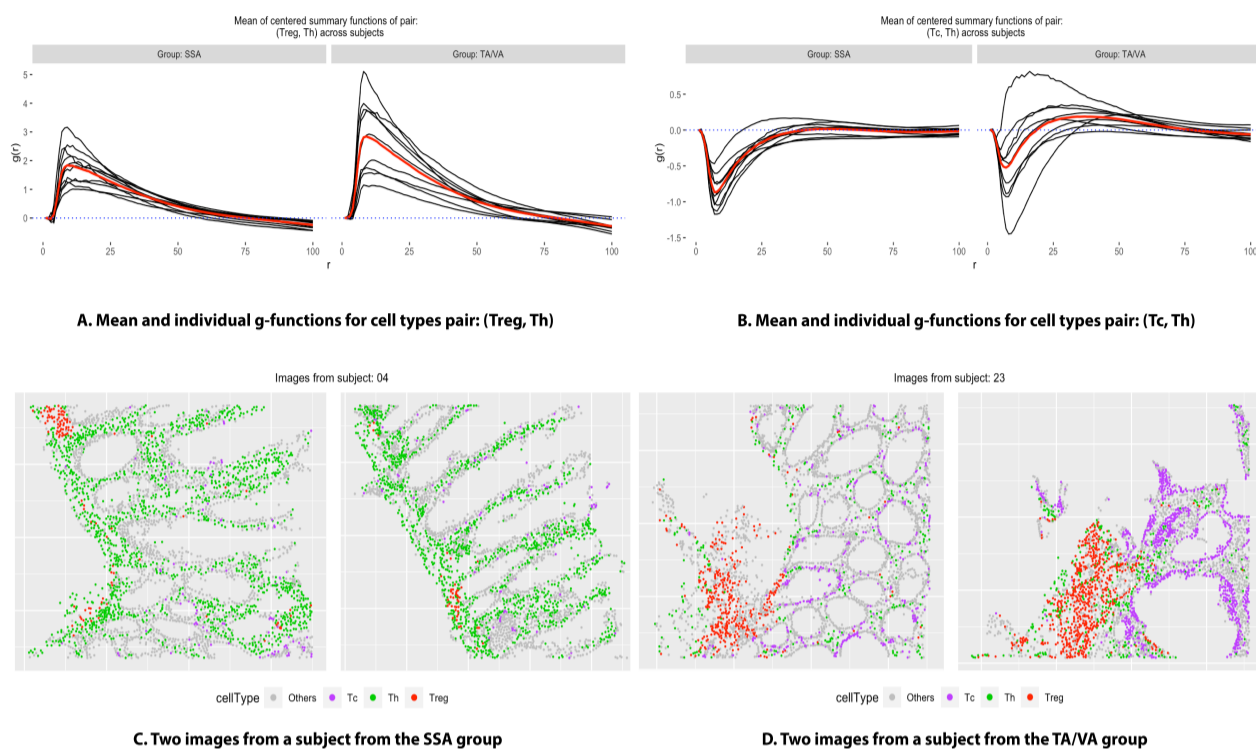 Mean of centered summary functions of pair:
(Treg, Th) across subjects
Group: SSA
Group: TA/VA
g(r)
5
4
3
2
1
0
0 25 50 75 100
0 25 50 75 100
r
A. Mean and individual g-functions for cell types pair: (Treg, Th)
Mean of centered summary functions of pair:
(Tc, Th) across subjects
Group: SSA
Group: TA/VA
g(r)
0.5
0.0
-0.5
-1.0
-1.5
0 25 50 75 100
0 25 50 75 100
r
B. Mean and individual g-functions for cell types pair: (Tc, Th)
Images from subject: 04
cellType Others Tc Th Treg
C. Two images from a subject from the SSA group
Images from subject: 23
cellType Others Tc Th Treg
D. Two images from a subject from the TA/VA group